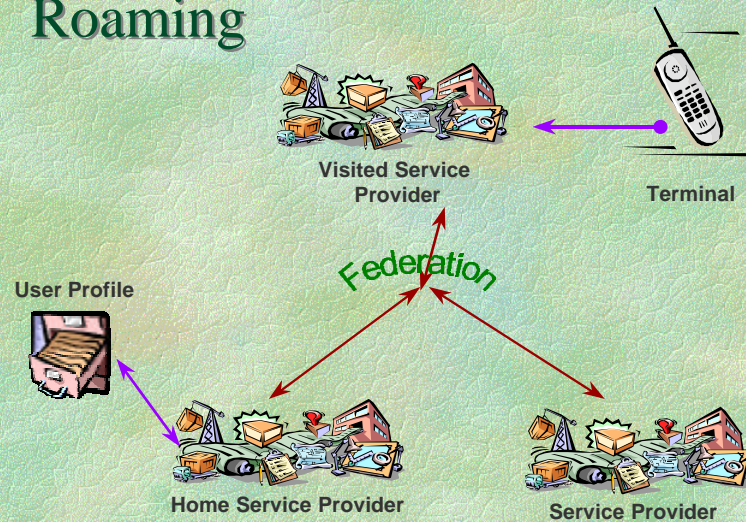 Roaming
Visited Service
Provider
Terminal
Federation
User Profile
Home Service Provider
Service Provider